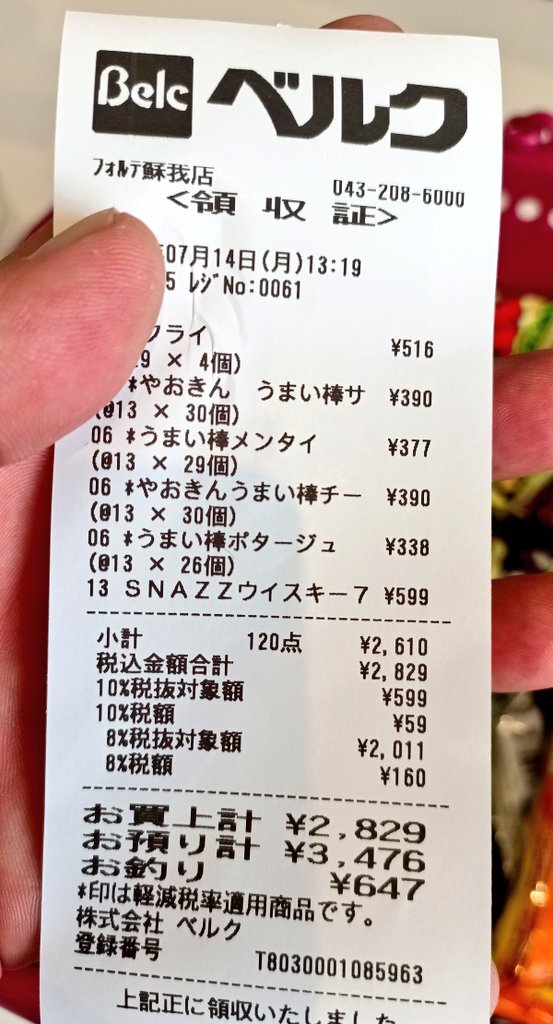 Belc ベルク
フォルテ蘇我店
043-208-6000
<領収証>
07月14日(月)13:19
5 レジNo:0061
フライ ¥516
9 × 4個)
*やおきん うまい棒サ ¥390
(@13 × 30個)
06 *うまい棒メンタイ ¥377
(@13 × 29個)
06 *やおきんうまい棒チー ¥390
(@13 × 30個)
06 *うまい棒ポタージュ ¥338
(@13 × 26個)
13 SNAZZウイスキー7 ¥599
小計 120点 ¥2,610
税込金額合計 ¥2,829
10%税抜対象額 ¥599
10%税額 ¥59
8%税抜対象額 ¥2,011
8%税額 ¥160
お買上計 ¥2,829
お預り計 ¥3,476
お釣り ¥647
*印は軽減税率適用商品です。
株式会社 ベルク
登録番号 T8030001085963
上記正に領収いたしました